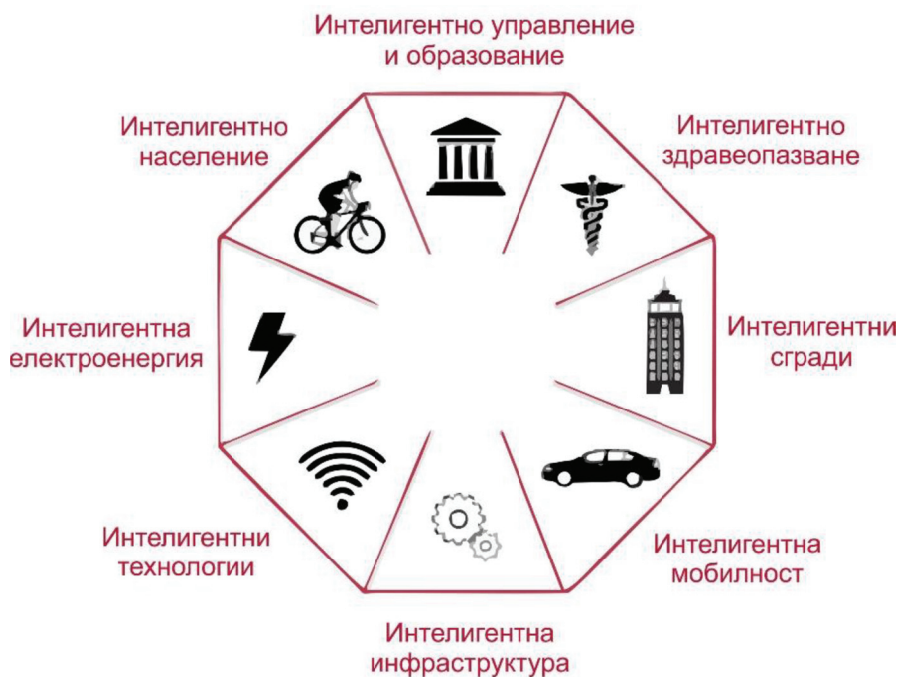 Интелигентно управление
и образование
Интелигентно
здравеопазване
Интелигентни
сгради
Интелигентна
мобилност
Интелигентна
инфраструктура
Интелигентни
технологии
Интелигентна
електроенергия
Интелигентно
население